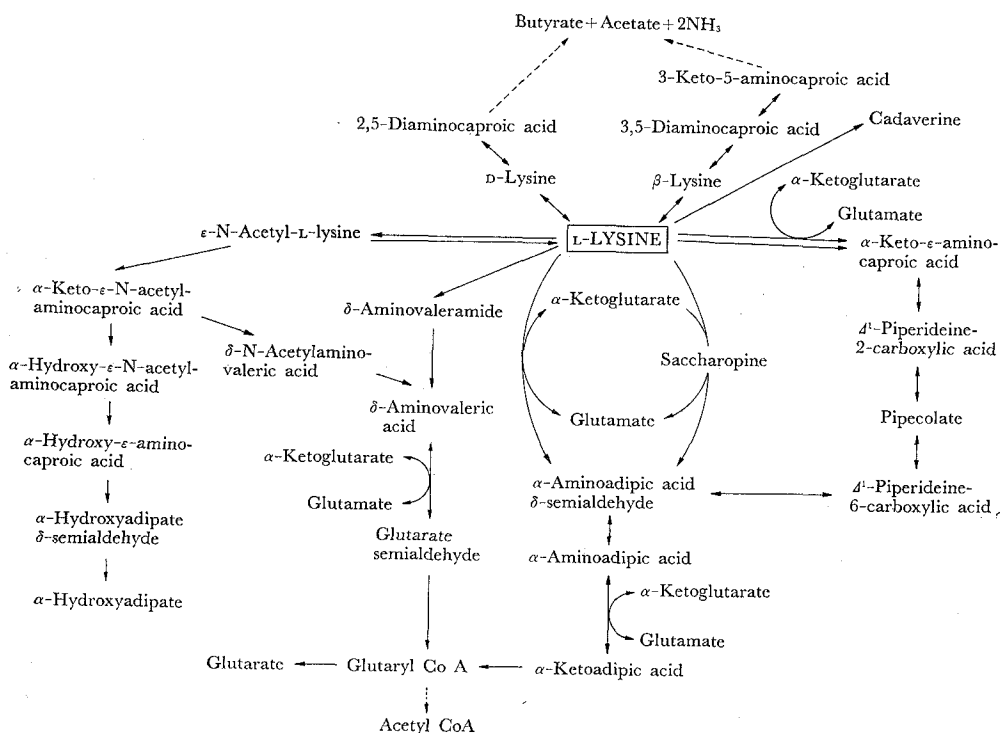 Butyrate+Acetate+2NH₃
3-Keto-5-aminocaproic acid
2,5-Diaminocaproic acid
3,5-Diaminocaproic acid
Cadaverine
D-Lysine
β-Lysine
α-Ketoglutarate
Glutamate
ε-N-Acetyl-L-lysine
L-LYSINE
α-Keto-ε-amino-
caproic acid
α-Keto-ε-N-acetyl-
aminocaproic acid
δ-Aminovaleramide
α-Ketoglutarate
Δ¹-Piperideine-
2-carboxylic acid
α-Hydroxy-ε-N-acetyl-
aminocaproic acid
δ-N-Acetylamino-
valeric acid
Saccharopine
δ-Aminovaleric
acid
Glutamate
Pipecolate
α-Hydroxy-ε-amino-
caproic acid
α-Ketoglutarate
Glutamate
α-Aminoadipic acid
δ-semialdehyde
Δ¹-Piperideine-
6-carboxylic acid
α-Hydroxyadipate
δ-semialdehyde
Glutarate
semialdehyde
α-Aminoadipic acid
α-Hydroxyadipate
α-Ketoglutarate
Glutamate
Glutarate
Glutaryl Co A
α-Ketoadipic acid
Acetyl CoA